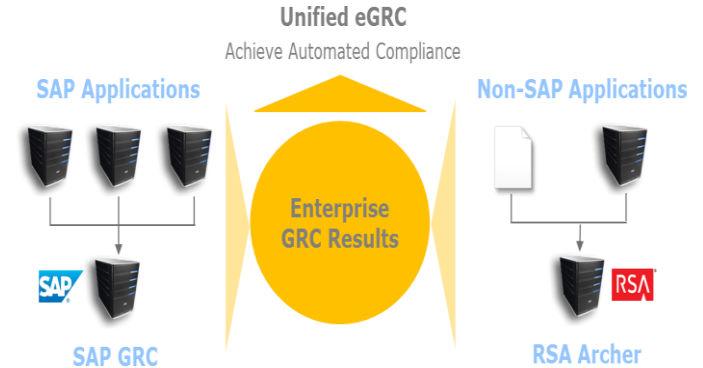 Unified eGRC
Achieve Automated Compliance
SAP Applications
Non-SAP Applications
Enterprise
GRC Results
SAP
RSA
SAP GRC
RSA Archer